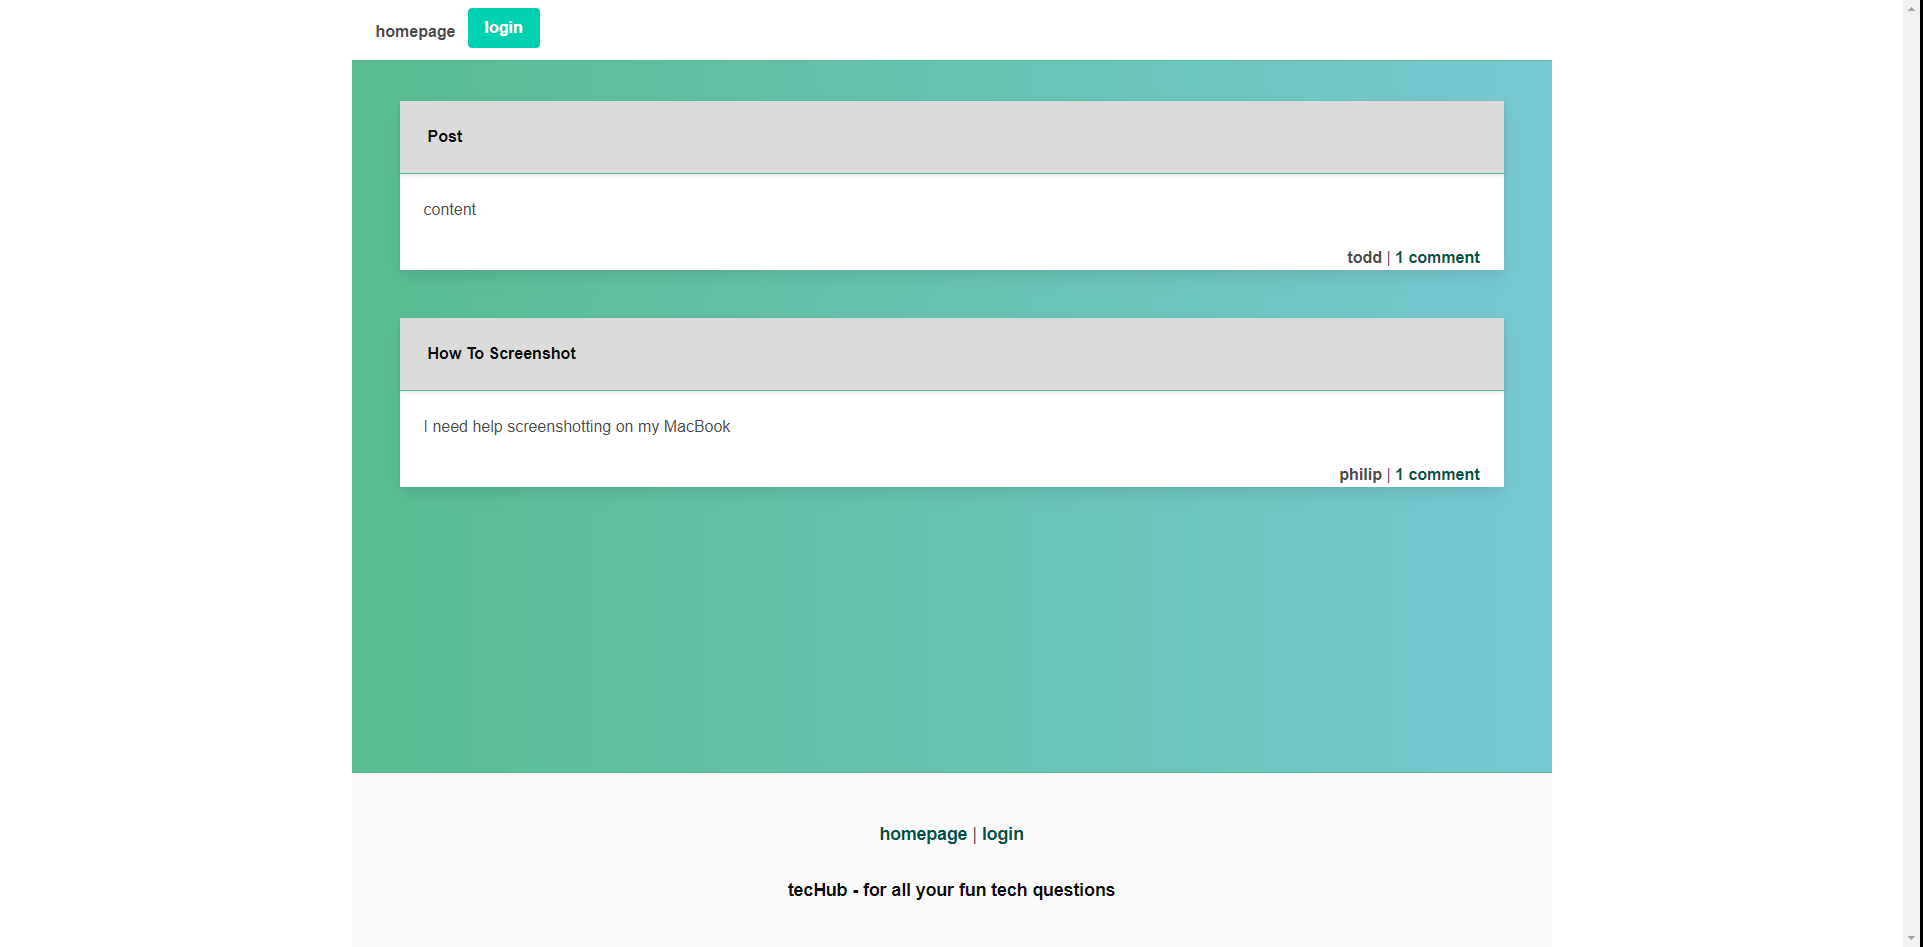 homepage login
Post
content
todd | 1 comment
How To Screenshot
I need help screenshotting on my MacBook
philip | 1 comment
homepage | login
tecHub - for all your fun tech questions